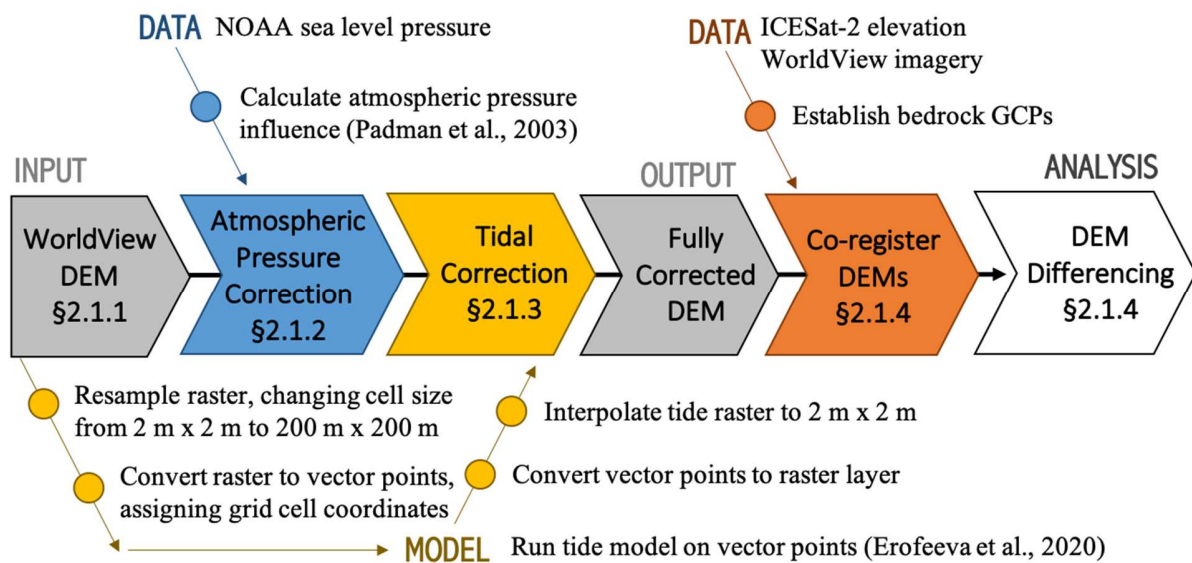 DATA NOAA sea level pressure
Calculate atmospheric pressure
influence (Padman et al., 2003)
DATA ICESat-2 elevation
WorldView imagery
Establish bedrock GCPs
INPUT
OUTPUT
ANALYSIS
WorldView
DEM
§2.1.1
Atmospheric
Pressure
Correction
§2.1.2
Tidal
Correction
§2.1.3
Fully
Corrected
DEM
Co-register
DEMs
§2.1.4
DEM
Differencing
§2.1.4
Resample raster, changing cell size
from 2 m x 2 m to 200 m x 200 m
Convert raster to vector points,
assigning grid cell coordinates
Interpolate tide raster to 2 m x 2 m
Convert vector points to raster layer
MODEL Run tide model on vector points (Erofeeva et al., 2020)